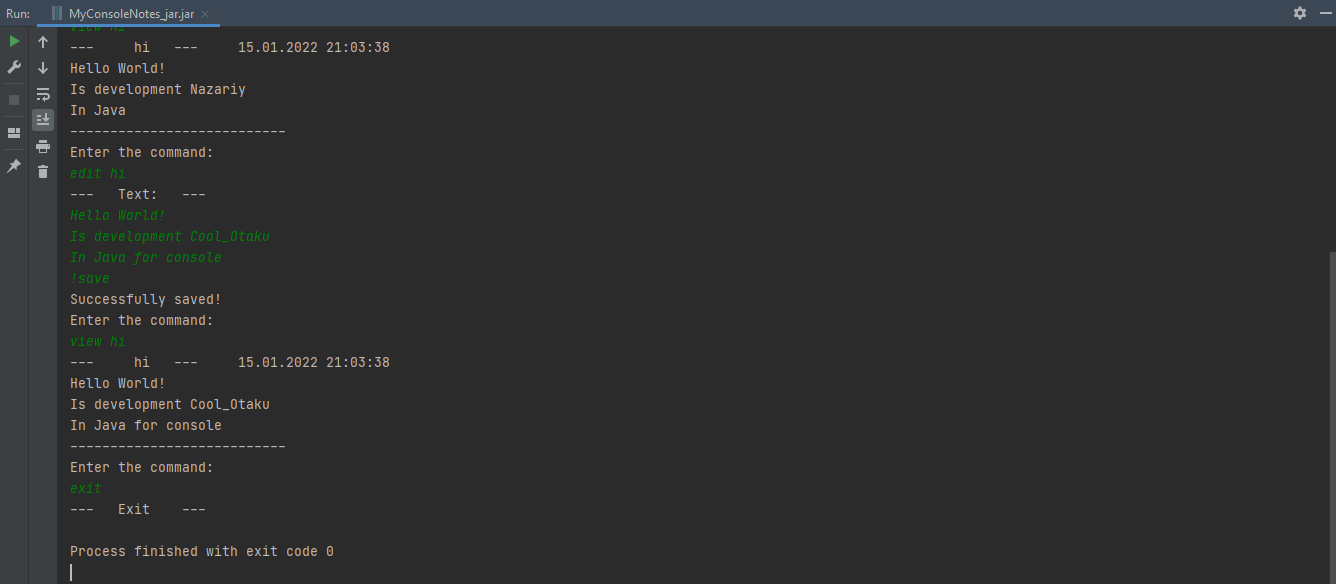 Run: MyConsoleNotes_jar.jar
view hi
---     hi   ---     15.01.2022 21:03:38
Hello World!
Is development Nazariy
In Java
---------------------------
Enter the command:
edit hi
---   Text:   ---
Hello World!
Is development Cool_Otaku
In Java for console
!save
Successfully saved!
Enter the command:
view hi
---     hi   ---     15.01.2022 21:03:38
Hello World!
Is development Cool_Otaku
In Java for console
---------------------------
Enter the command:
exit
---   Exit    ---
Process finished with exit code 0